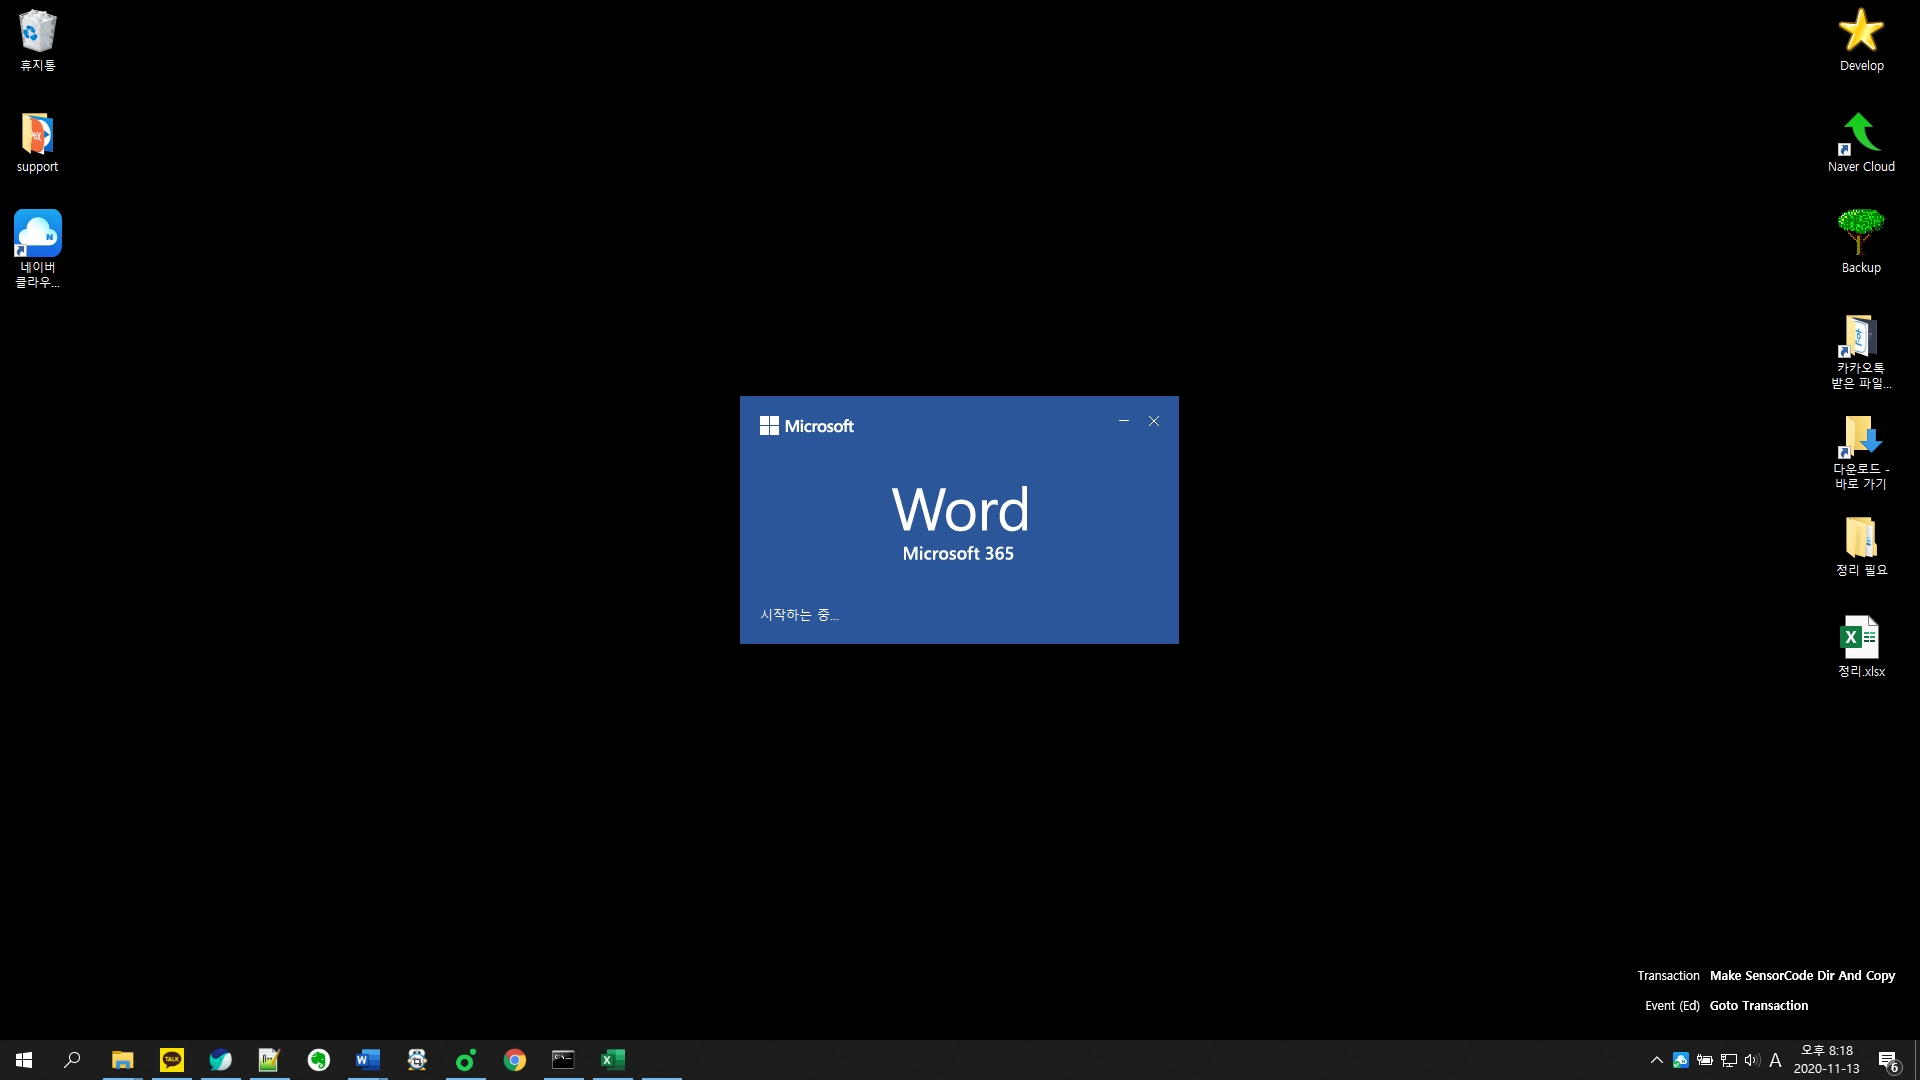 휴지통
support
네이버
클라우...
Develop
Naver Cloud
Backup
카카오톡
받은 파일...
다운로드 -
바로 가기
정리 필요
정리.xlsx
Microsoft
Word
Microsoft 365
시작하는 중...
Transaction Make SensorCode Dir And Copy
Event (Ed) Goto Transaction
TALK
A
오후 8:18
2020-11-13
6